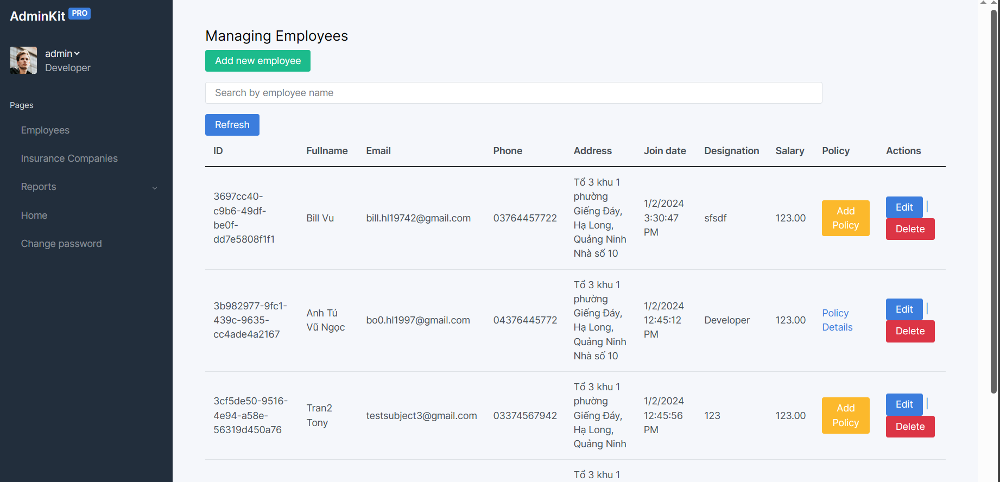 AdminKit PRO
admin
Developer
Pages
Employees
Insurance Companies
Reports
Home
Change password
Managing Employees
Add new employee
Search by employee name
Refresh
ID Fullname Email Phone Address Join date Designation Salary Policy Actions
3697cc40-
c9b6-49df-
be0f-
dd7e5808f1f1
Bill Vu
bill.hl19742@gmail.com
03764457722
Tổ 3 khu 1
phường
Giếng Đáy,
Hạ Long,
Quảng Ninh
Nhà số 10
1/2/2024
3:30:47
PM
sfsdf
123.00
Add
Policy
Edit |
Delete
3b982977-9fc1-
439c-9635-
cc4ade4a2167
Anh Tú
Vũ Ngọc
bo0.hl1997@gmail.com
04376445772
Tổ 3 khu 1
phường
Giếng Đáy,
Hạ Long,
Quảng Ninh
Nhà số 10
1/2/2024
12:45:12
PM
Developer
123.00
Policy
Details
Edit |
Delete
3cf5de50-9516-
4e94-a58e-
56319d450a76
Tran2
Tony
testsubject3@gmail.com
03374567942
Tổ 3 khu 1
phường
Giếng Đáy,
Hạ Long,
Quảng Ninh
1/2/2024
12:45:56
PM
123
123.00
Add
Policy
Edit |
Delete
Tổ 3 khu 1